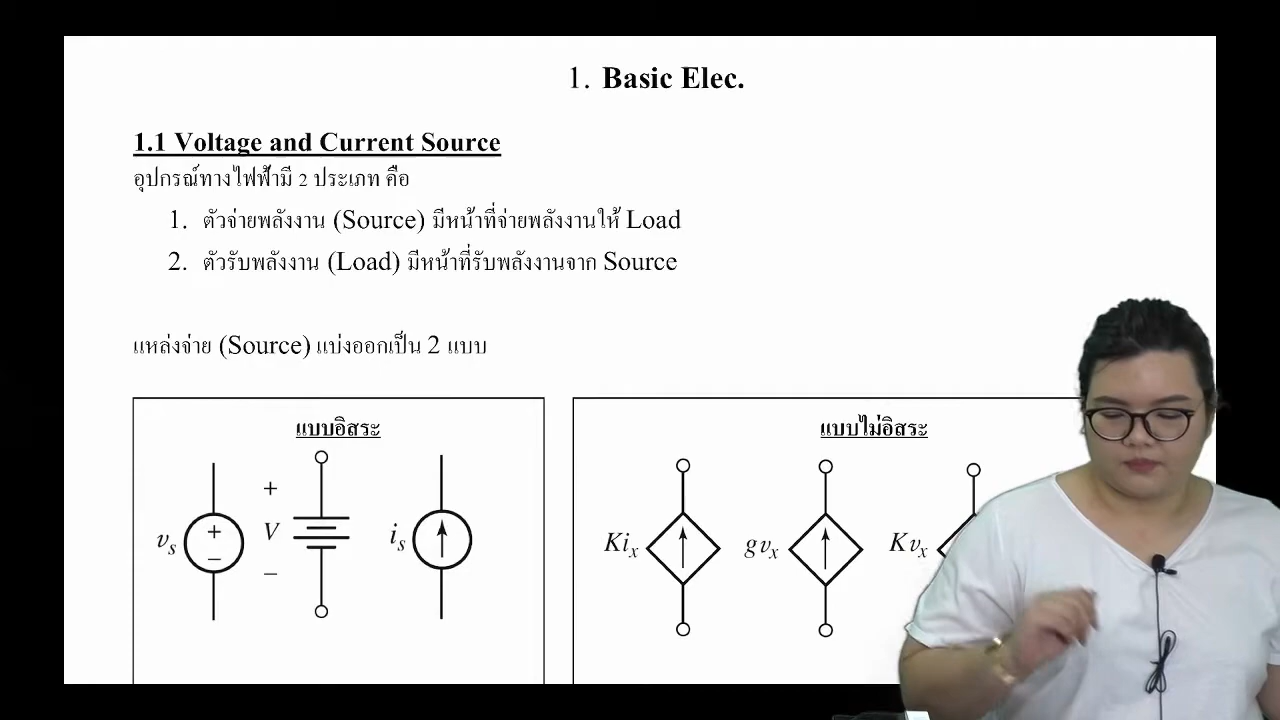 1. Basic Elec.
1.1 Voltage and Current Source
อุปกรณ์ทางไฟฟ้ามี 2 ประเภท คือ
1. ตัวจ่ายพลังงาน (Source) มีหน้าที่จ่ายพลังงานให้ Load
2. ตัวรับพลังงาน (Load) มีหน้าที่รับพลังงานจาก Source
แหล่งจ่าย (Source) แบ่งออกเป็น 2 แบบ
แบบอิสระ
+
v_s + − V i_s
−
แบบไม่อิสระ
Ki_x gv_x Kv_x